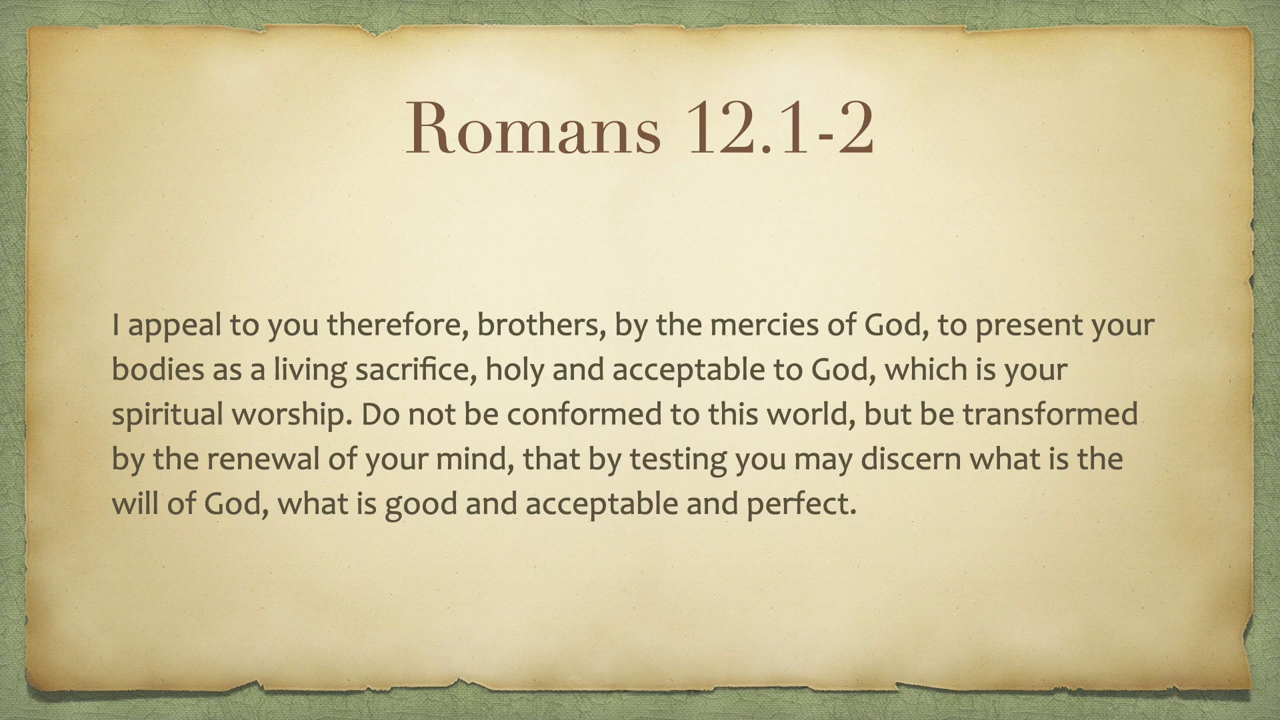 Romans 12.1-2
I appeal to you therefore, brothers, by the mercies of God, to present your
bodies as a living sacrifice, holy and acceptable to God, which is your
spiritual worship. Do not be conformed to this world, but be transformed
by the renewal of your mind, that by testing you may discern what is the
will of God, what is good and acceptable and perfect.